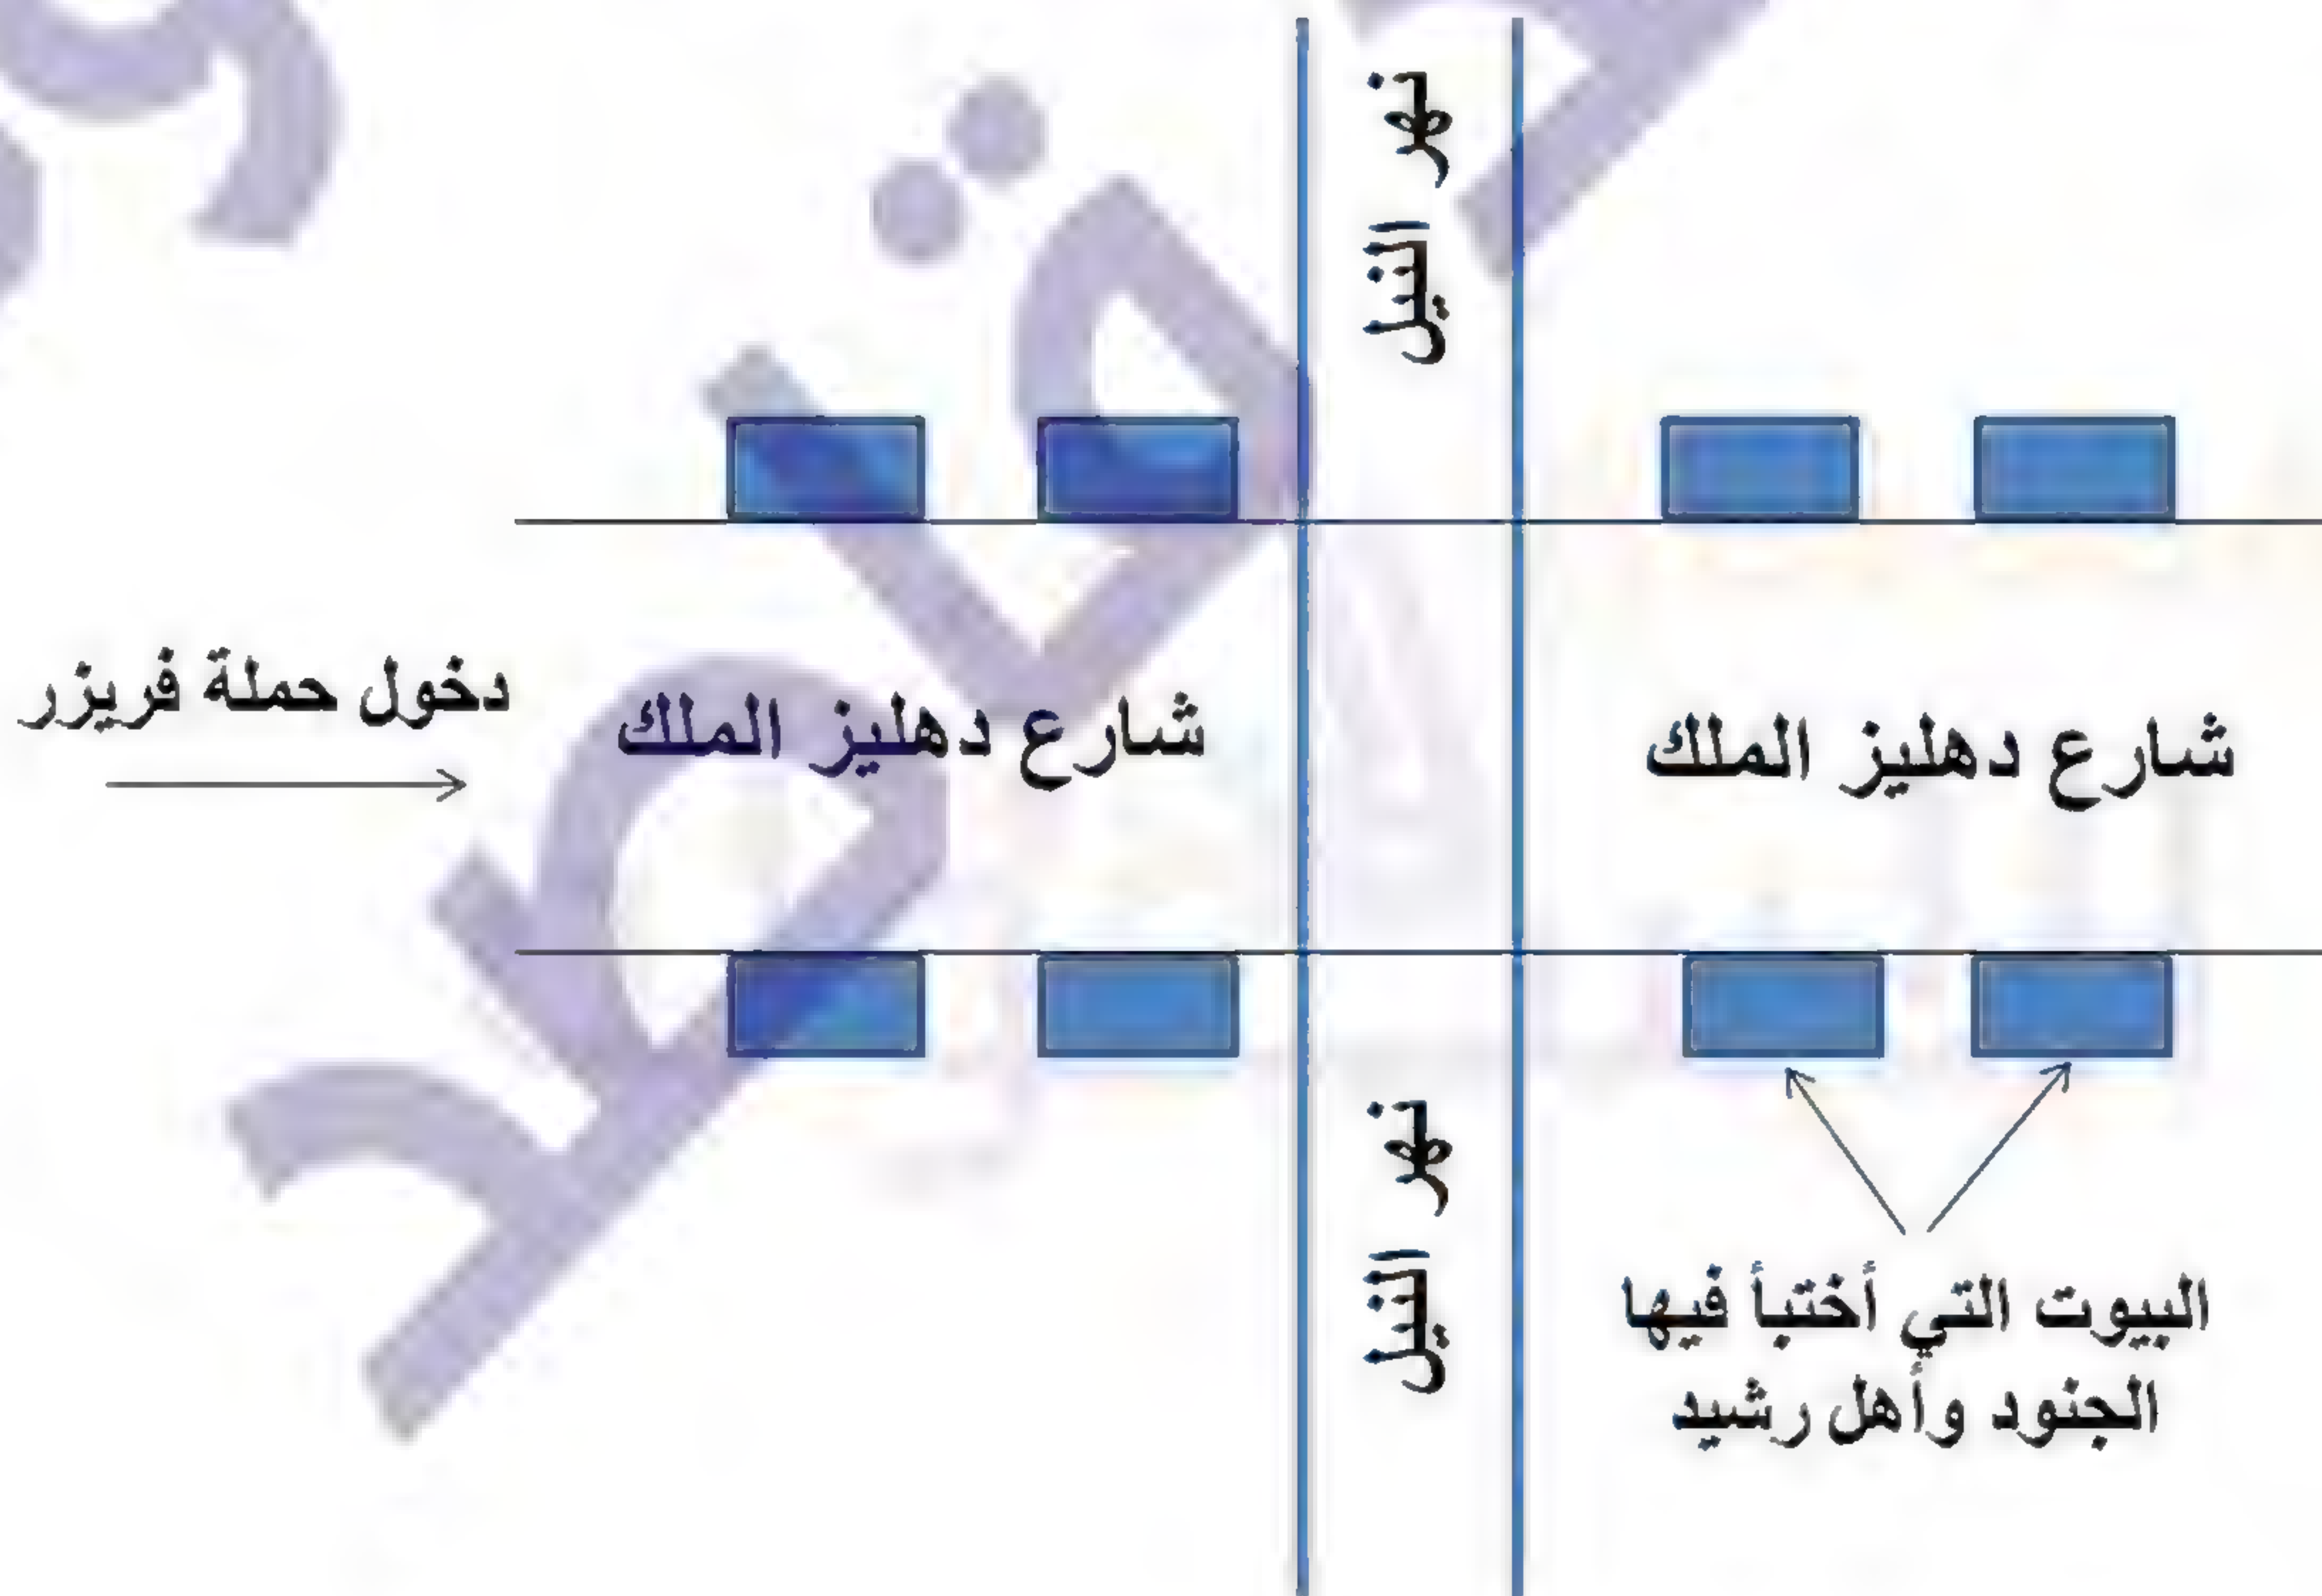 نهر النيل
دخول حملة فريزر
شارع دهليز الملك
شارع دهليز الملك
نهر النيل
البيوت التي أختبأ فيها
الجنود وأهل رشيد